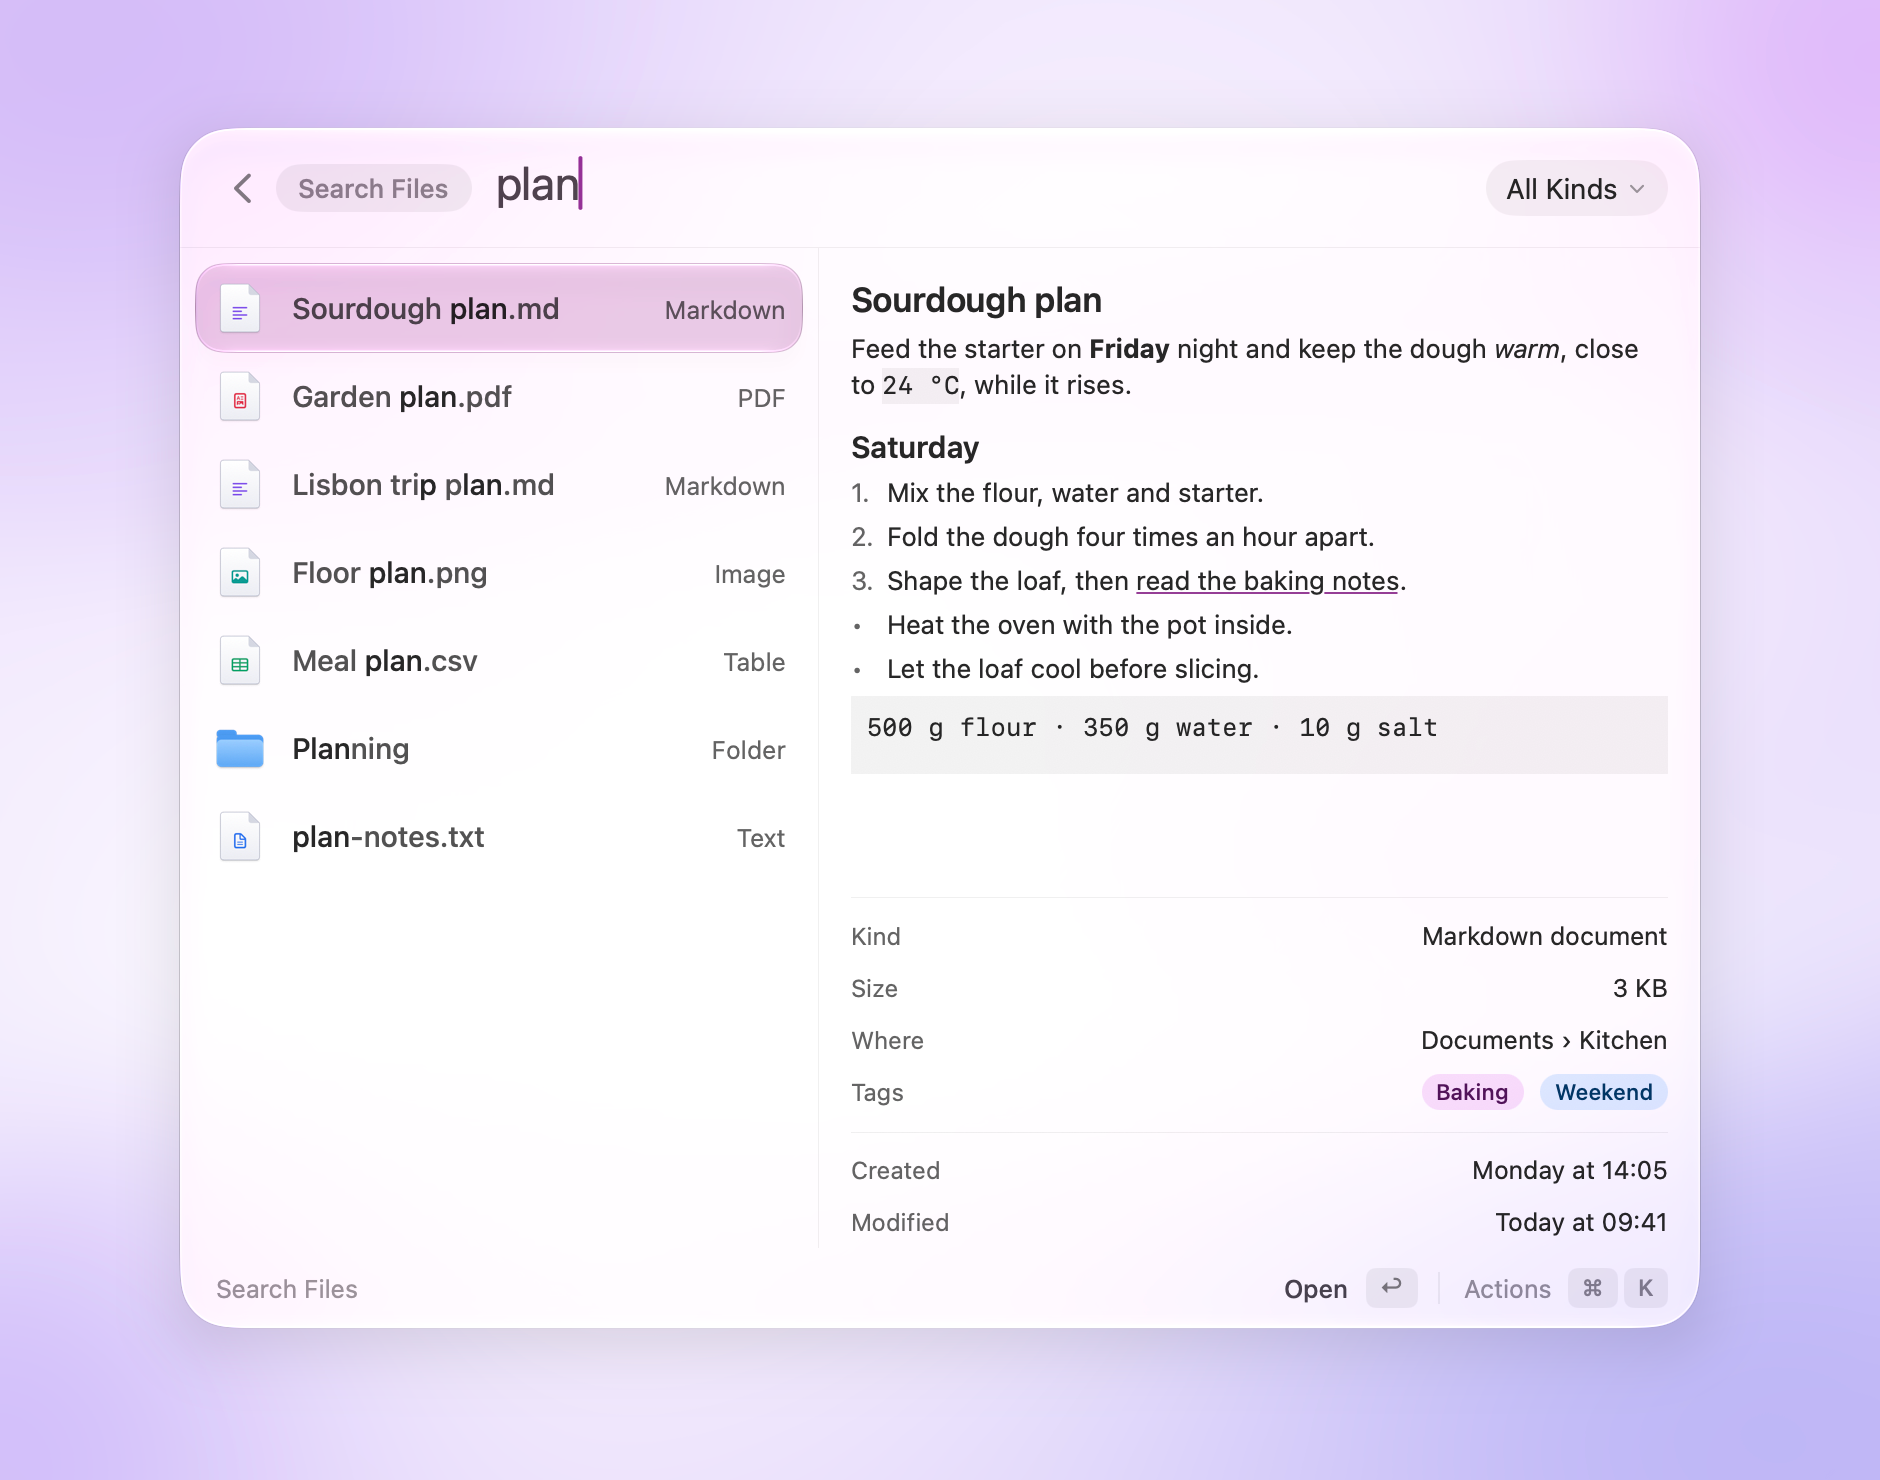 Search Files
plan
All Kinds
Sourdough plan.md
Markdown
Garden plan.pdf
PDF
Lisbon trip plan.md
Markdown
Floor plan.png
Image
Meal plan.csv
Table
Planning
Folder
plan-notes.txt
Text
Sourdough plan
Feed the starter on Friday night and keep the dough warm, close
to 24 °C, while it rises.
Saturday
1. Mix the flour, water and starter.
2. Fold the dough four times an hour apart.
3. Shape the loaf, then read the baking notes.
• Heat the oven with the pot inside.
• Let the loaf cool before slicing.
500 g flour · 350 g water · 10 g salt
Kind
Markdown document
Size
3 KB
Where
Documents › Kitchen
Tags
Baking
Weekend
Created
Monday at 14:05
Modified
Today at 09:41
Search Files
Open
Actions
⌘ K